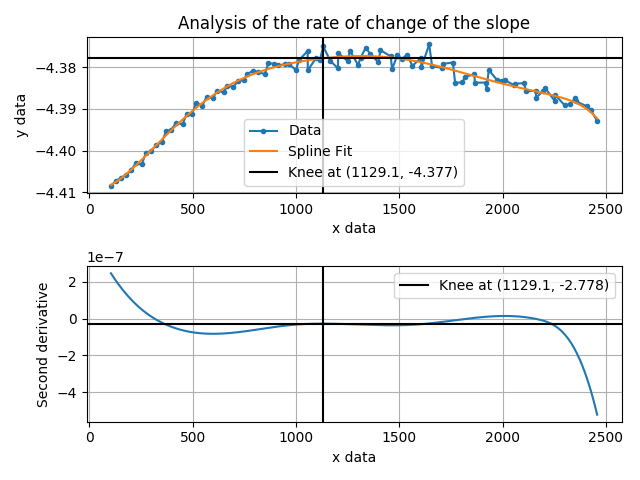 Analysis of the rate of change of the slope
−4.38
−4.39
−4.40
−4.41
y data
Data
Spline Fit
Knee at (1129.1, -4.377)
0 500 1000 1500 2000 2500
x data
1e−7
2
0
−2
−4
Second derivative
Knee at (1129.1, -2.778)
0 500 1000 1500 2000 2500
x data